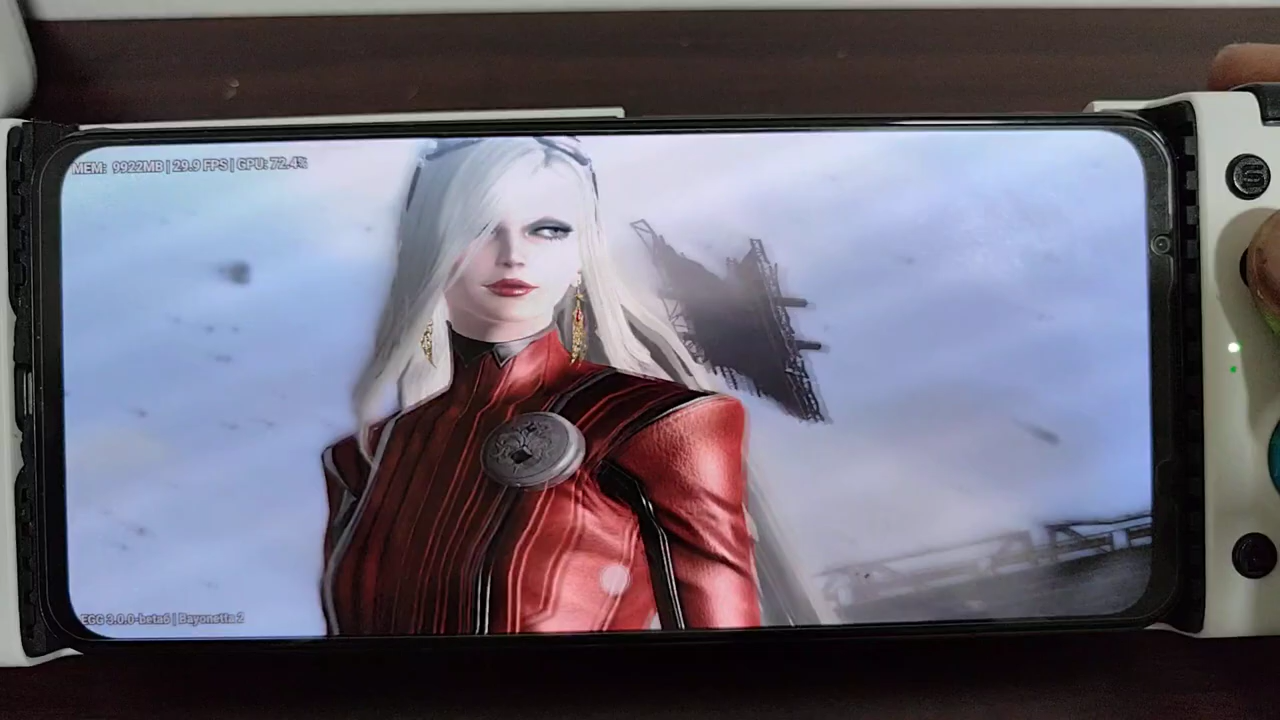 MEM: 9922MB | 29.9 FPS | GPU: 72.4%
EGG 3.0.0-beta6 | Bayonetta 2